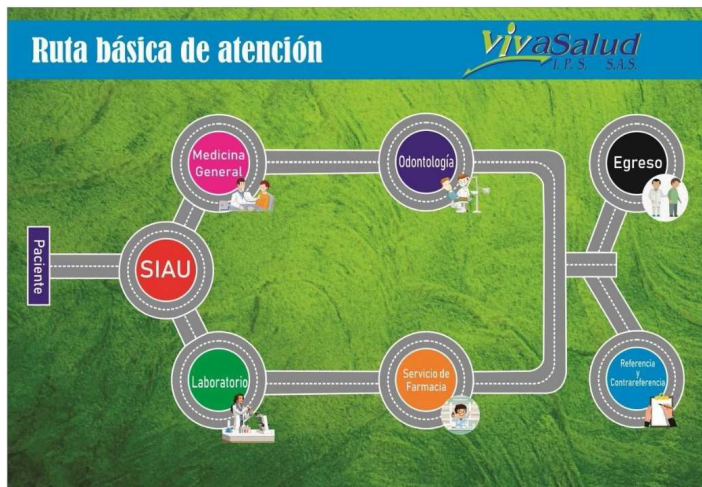 Ruta básica de atención
VivaSalud
I. P. S. S.A.S.
Medicina
General
Odontología
Egreso
Paciente
SIAU
Laboratorio
Servicio de
Farmacia
Referencia
y
Contrareferencia